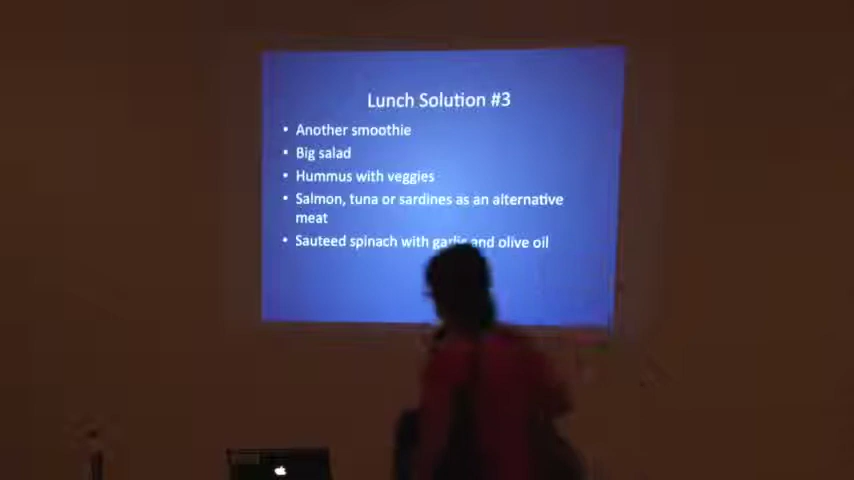 Lunch Solution #3
• Another smoothie
• Big salad
• Hummus with veggies
• Salmon, tuna or sardines as an alternative
meat
• Sauteed spinach with garlic and olive oil